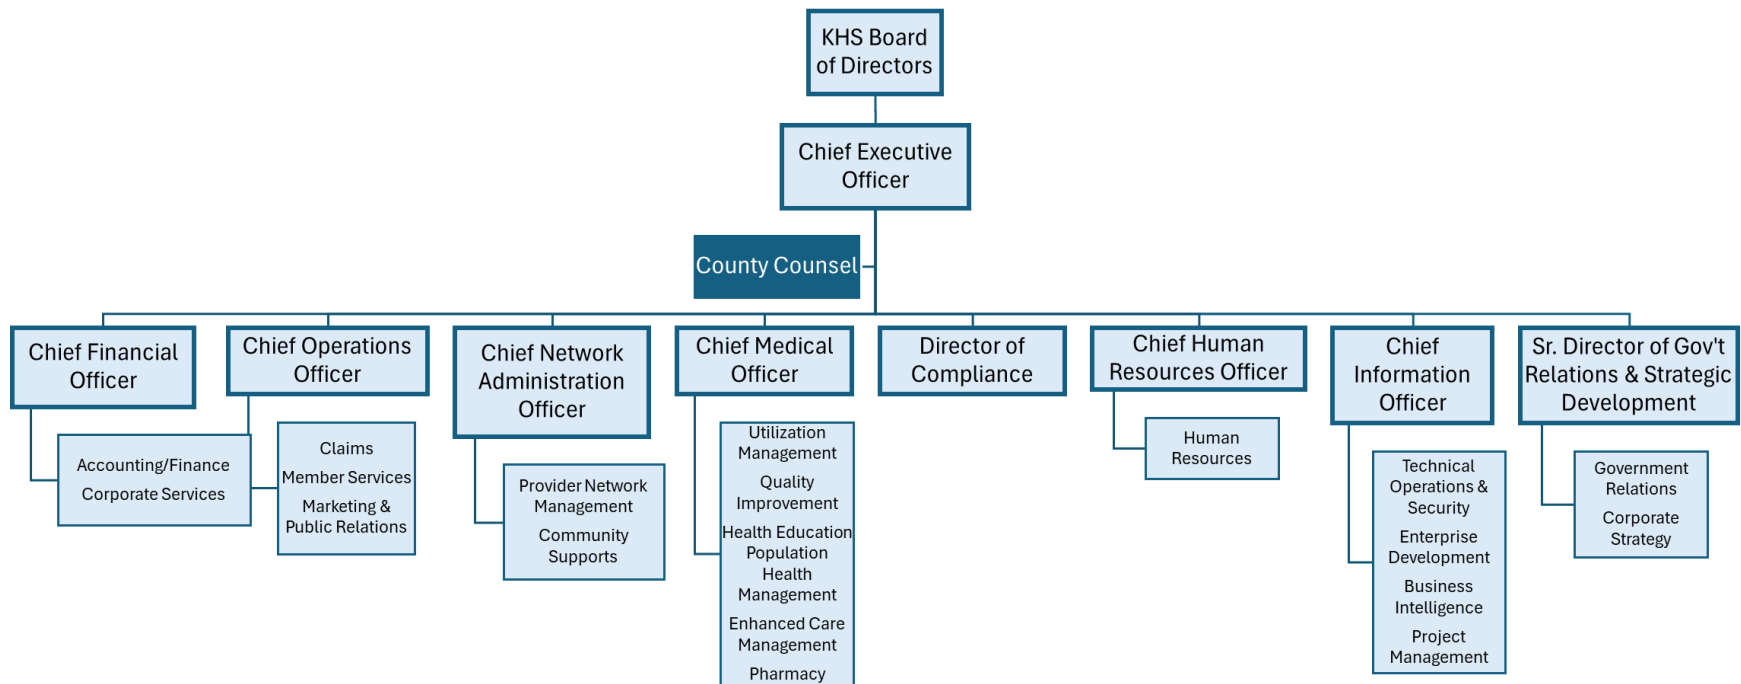 KHS Board
of Directors
Chief Executive
Officer
County Counsel
Chief Financial
Officer
Accounting/Finance
Corporate Services
Chief Operations
Officer
Claims
Member Services
Marketing &
Public Relations
Chief Network
Administration
Officer
Provider Network
Management
Community
Supports
Chief Medical
Officer
Utilization
Management
Quality
Improvement
Health Education
Population
Health
Management
Enhanced Care
Management
Pharmacy
Director of
Compliance
Chief Human
Resources Officer
Human
Resources
Chief
Information
Officer
Technical
Operations &
Security
Enterprise
Development
Business
Intelligence
Project
Management
Sr. Director of Gov't
Relations & Strategic
Development
Government
Relations
Corporate
Strategy